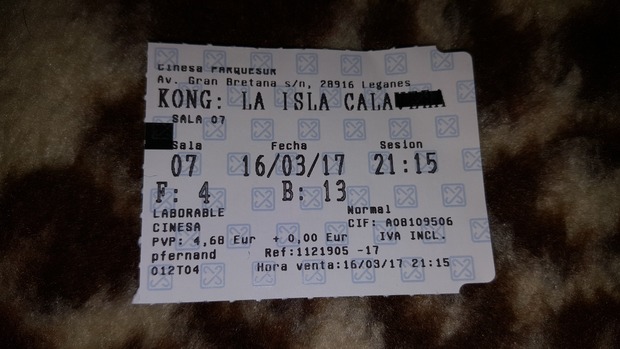 Cinesa PARQUESUR
Av. Gran Bretana s/n, 28916 Leganes
KONG: LA ISLA CALA
SALA 07
Sala Fecha Sesion
07 16/03/17 21:15
F: 4 B: 13
LABORABLE Normal
CINESA CIF: A08109506
PVP: 4,68 Eur + 0,00 Eur IVA INCL.
pfernand Ref:1121905 -17
012T04 Hora venta:16/03/17 21:15